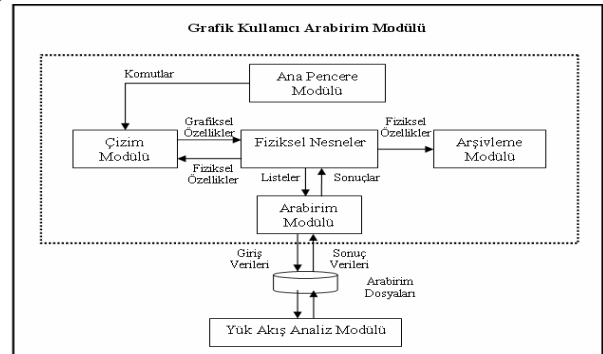 Grafik Kullanıcı Arabirim Modülü
Komutlar
Ana Pencere
Modülü
Grafiksel
Özellikler
Fiziksel
Özellikler
Çizim
Modülü
Fiziksel Nesneler
Arşivleme
Modülü
Fiziksel
Özellikler
Listeler
Sonuçlar
Arabirim
Modülü
Giriş
Verileri
Sonuç
Verileri
Arabirim
Dosyaları
Yük Akış Analiz Modülü